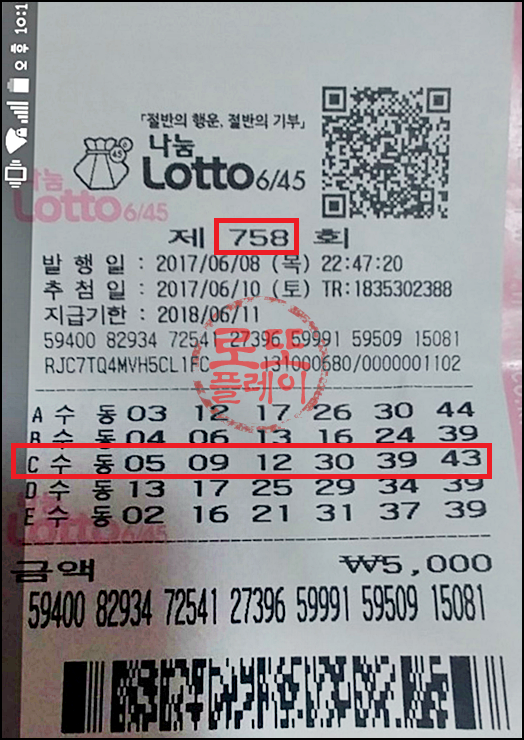 오후 10:1
「절반의 행운, 절반의 기부」
나눔
Lotto 6/45
나눔
Lotto 6/45
제 758 회
발 행 일 : 2017/06/08 (목) 22:47:20
추 첨 일 : 2017/06/10 (토) TR:1835302388
지급기한 : 2018/06/11
59400 82934 72541 27396 59991 59509 15081
RJC7TQ4MVH5CL1FC 131000680/0000001102
로또
플레이
A 수 동 03 12 17 26 30 44
B 수 동 04 06 13 16 24 39
C 수 동 05 09 12 30 39 43
D 수 동 13 17 25 29 34 39
E 수 동 02 16 21 31 37 39
Lotto 6/45
금액 ₩5,000
59400 82934 72541 27396 59991 59509 15081